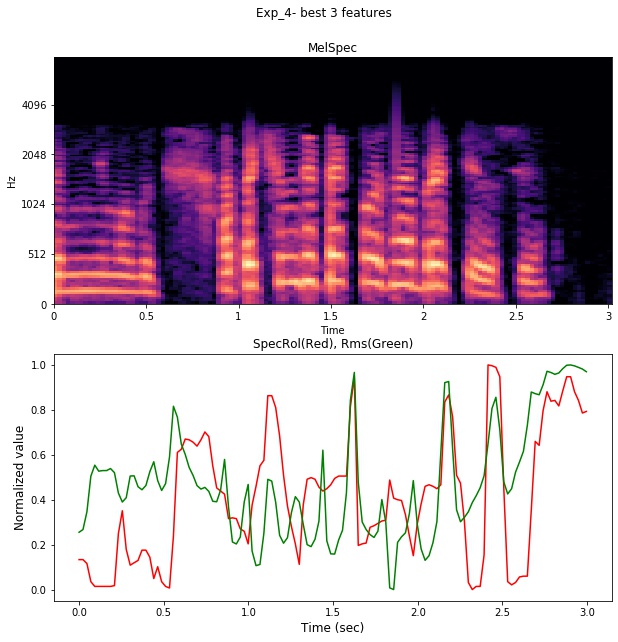 Exp_4- best 3 features
MelSpec
Hz
4096
2048
1024
512
0
0 0.5 1 1.5 2 2.5 3
Time
SpecRol(Red), Rms(Green)
Normalized value
1.0
0.8
0.6
0.4
0.2
0.0
0.0 0.5 1.0 1.5 2.0 2.5 3.0
Time (sec)